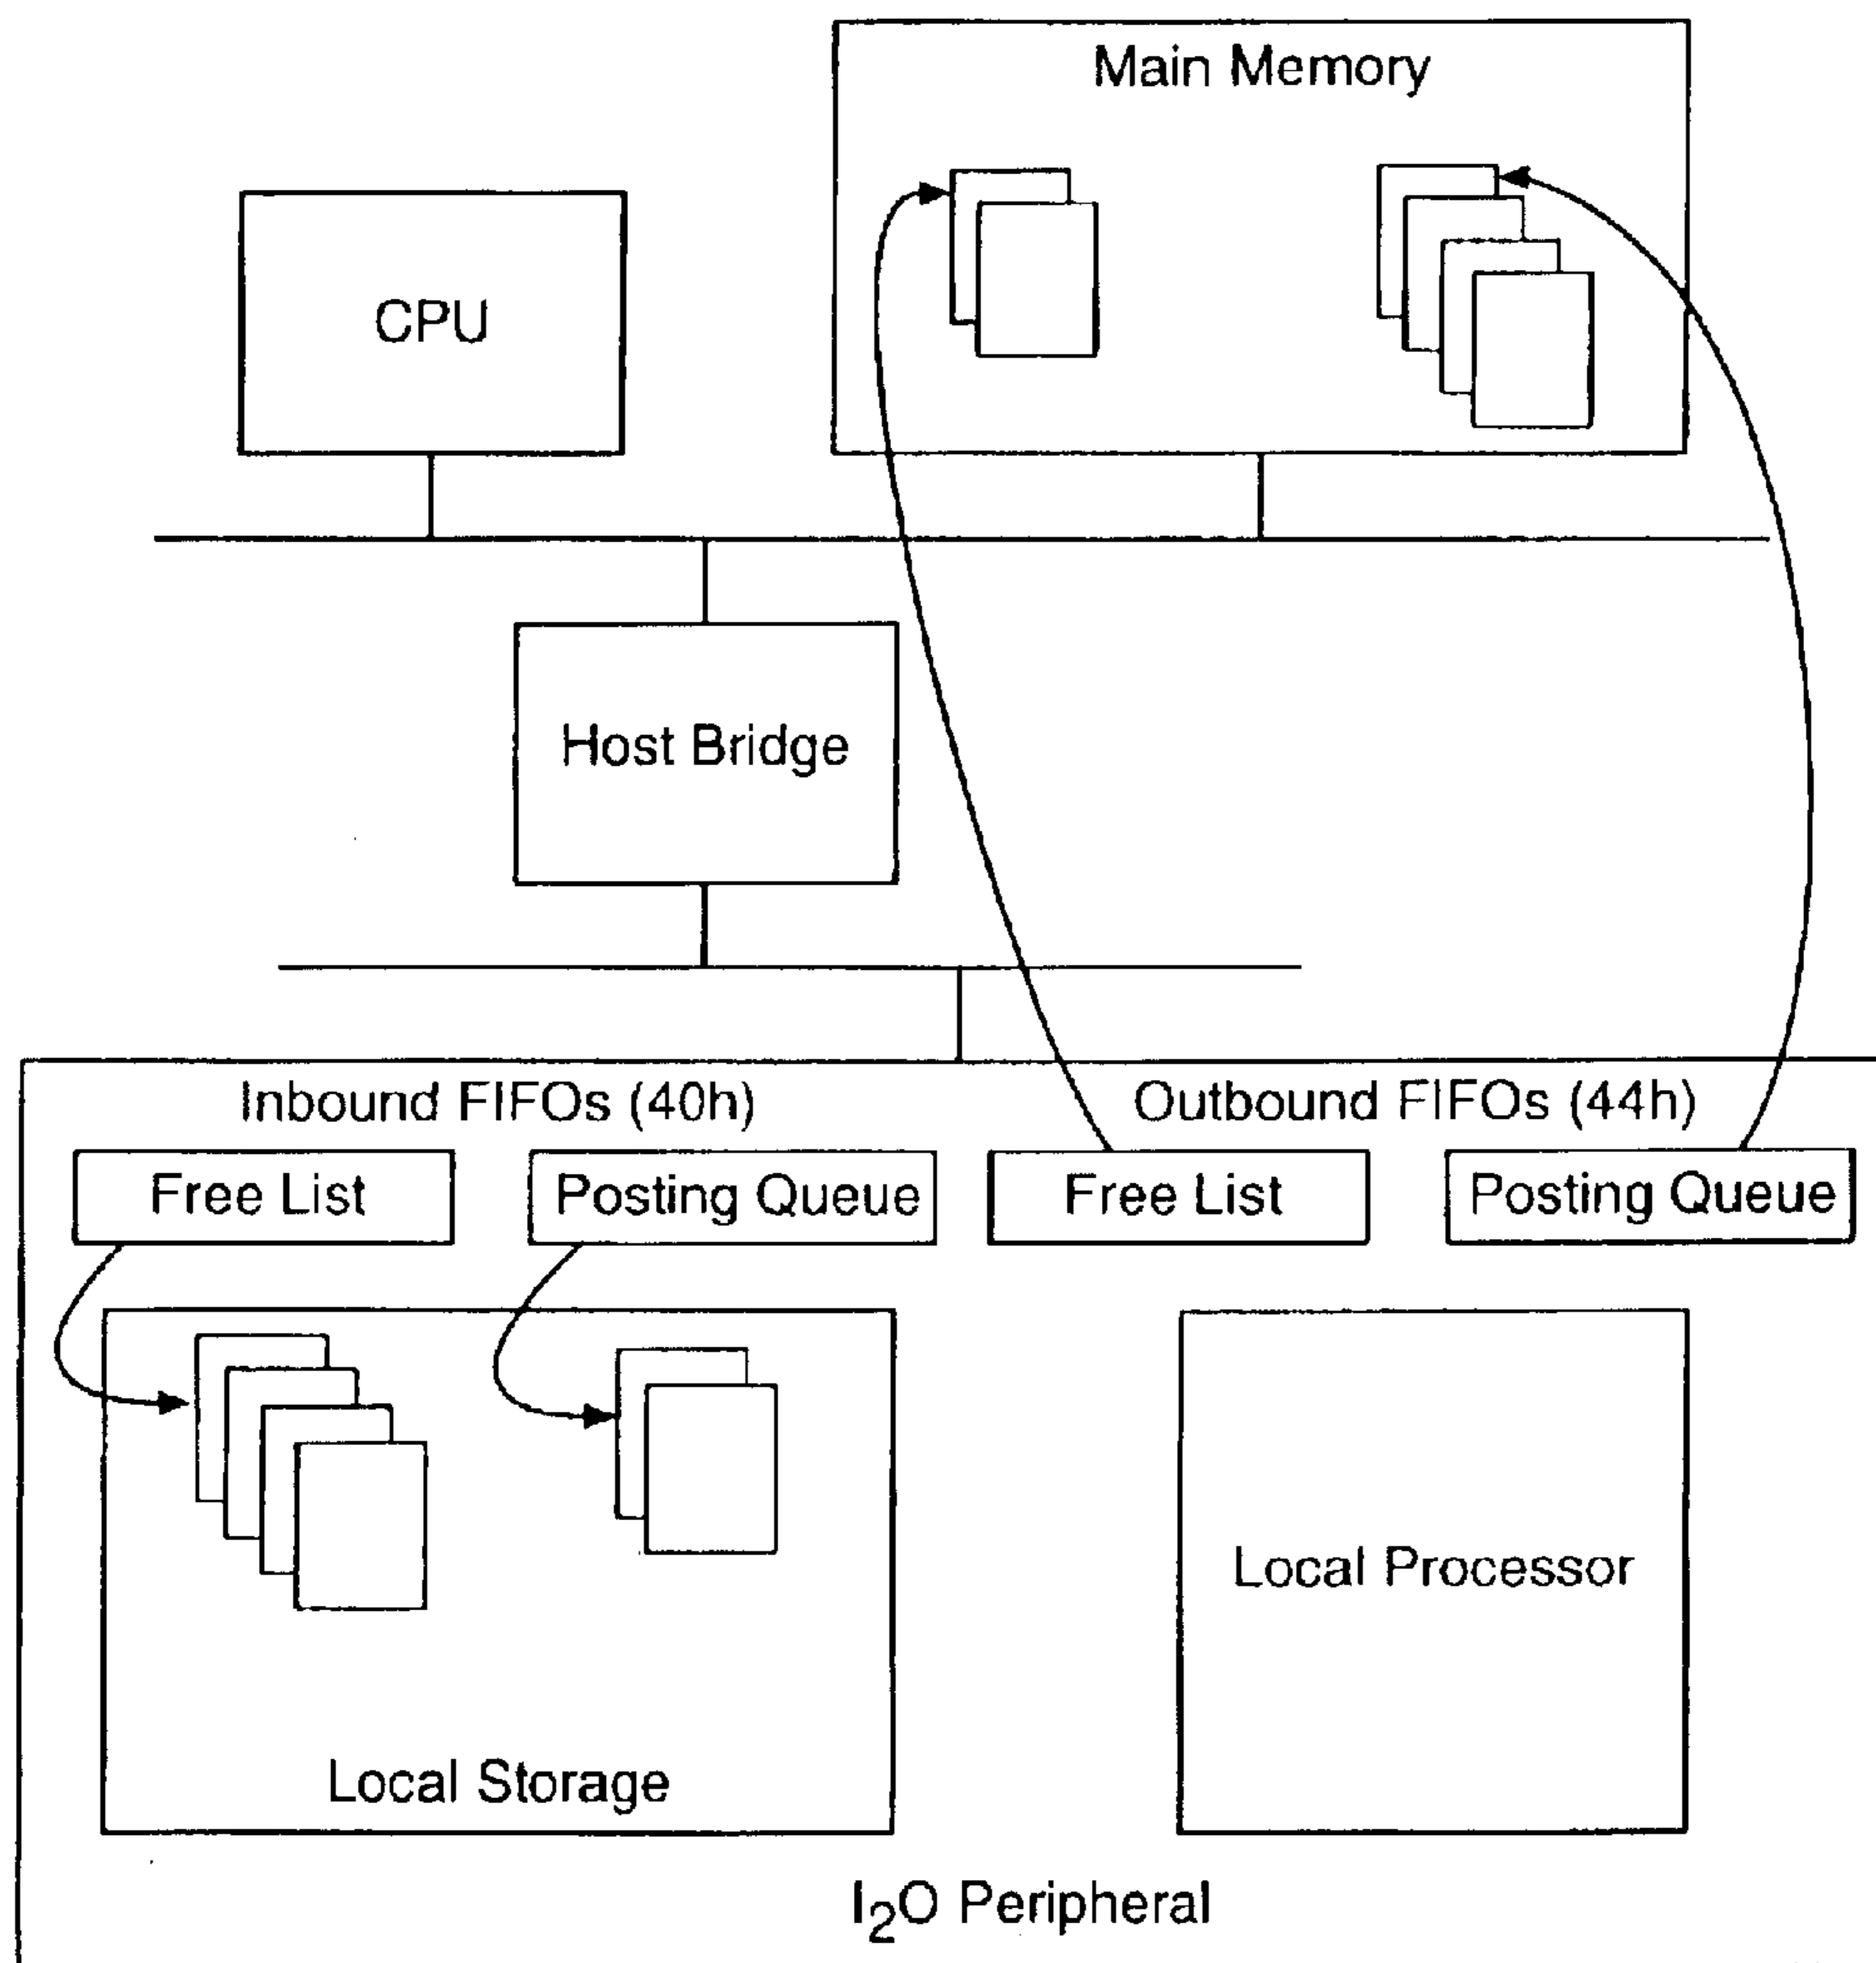 Main Memory
CPU
Host Bridge
Inbound FIFOs (40h)
Outbound FIFOs (44h)
Free List
Posting Queue
Free List
Posting Queue
Local Processor
Local Storage
I₂O Peripheral